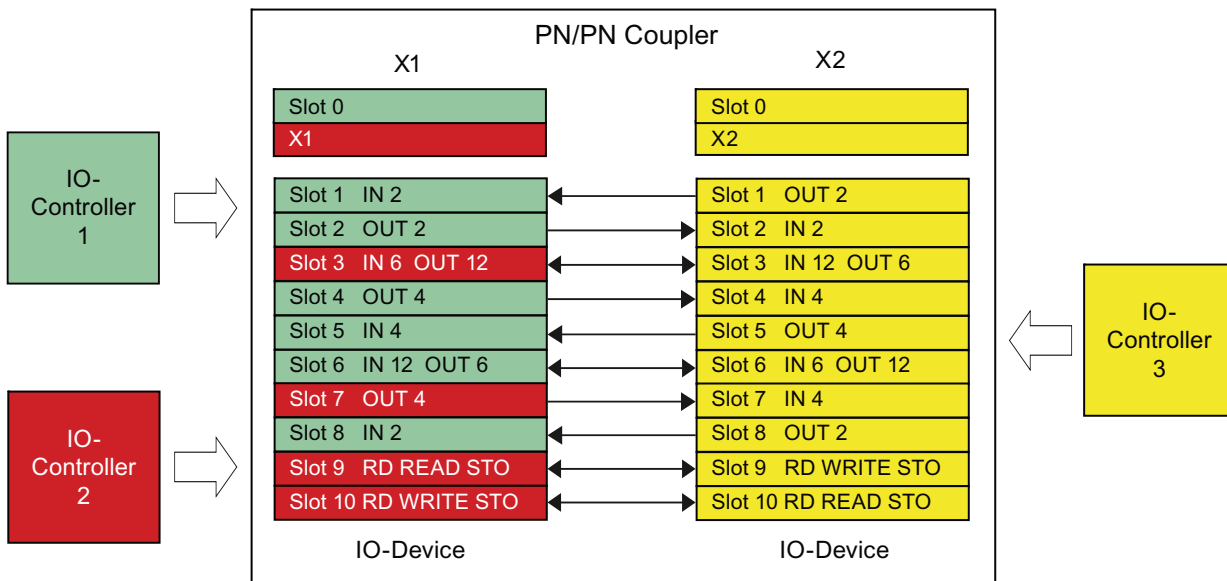 PN/PN Coupler
X1
X2
Slot 0
X1
Slot 0
X2
IO-
Controller
1
IO-
Controller
2
Slot 1 IN 2
Slot 2 OUT 2
Slot 3 IN 6 OUT 12
Slot 4 OUT 4
Slot 5 IN 4
Slot 6 IN 12 OUT 6
Slot 7 OUT 4
Slot 8 IN 2
Slot 9 RD READ STO
Slot 10 RD WRITE STO
IO-Device
Slot 1 OUT 2
Slot 2 IN 2
Slot 3 IN 12 OUT 6
Slot 4 IN 4
Slot 5 OUT 4
Slot 6 IN 6 OUT 12
Slot 7 IN 4
Slot 8 OUT 2
Slot 9 RD WRITE STO
Slot 10 RD READ STO
IO-Device
IO-
Controller
3